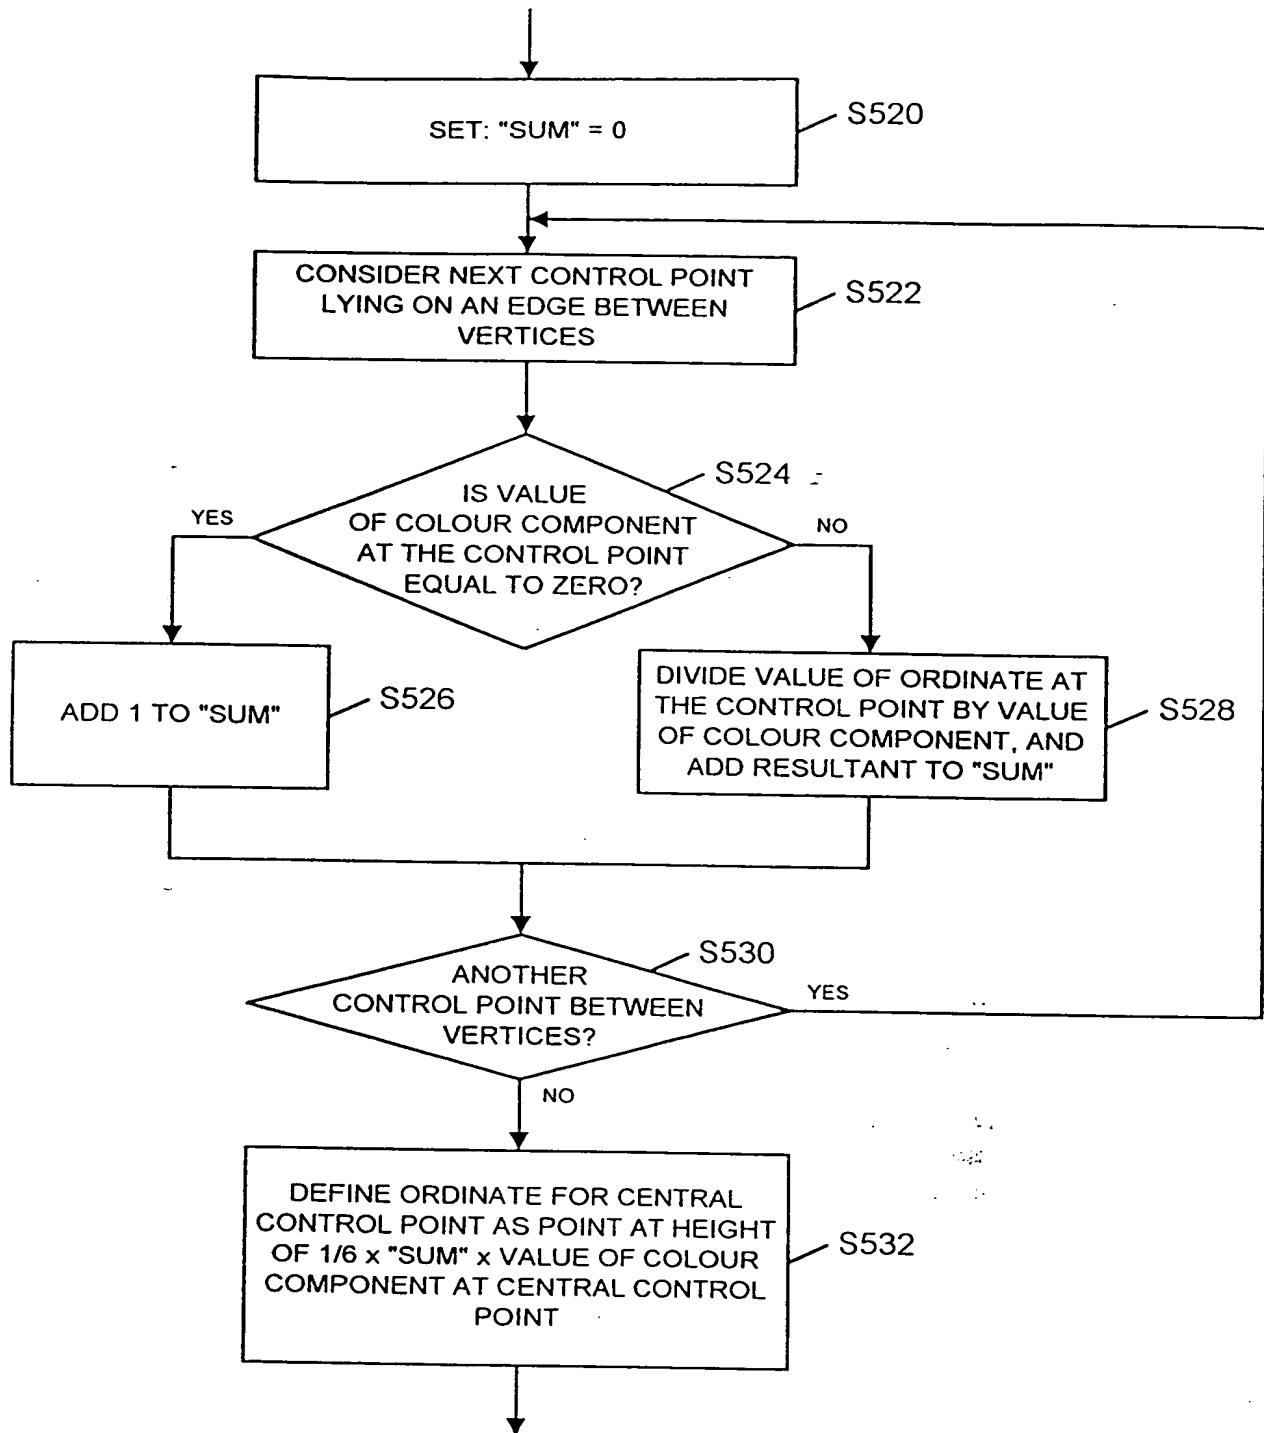 SET: "SUM" = 0
S520
CONSIDER NEXT CONTROL POINT
LYING ON AN EDGE BETWEEN
VERTICES
S522
S524
IS VALUE
OF COLOUR COMPONENT
AT THE CONTROL POINT
EQUAL TO ZERO?
YES
NO
ADD 1 TO "SUM"
S526
DIVIDE VALUE OF ORDINATE AT
THE CONTROL POINT BY VALUE
OF COLOUR COMPONENT, AND
ADD RESULTANT TO "SUM"
S528
S530
ANOTHER
CONTROL POINT BETWEEN
VERTICES?
YES
NO
DEFINE ORDINATE FOR CENTRAL
CONTROL POINT AS POINT AT HEIGHT
OF 1/6 x "SUM" x VALUE OF COLOUR
COMPONENT AT CENTRAL CONTROL
POINT
S532